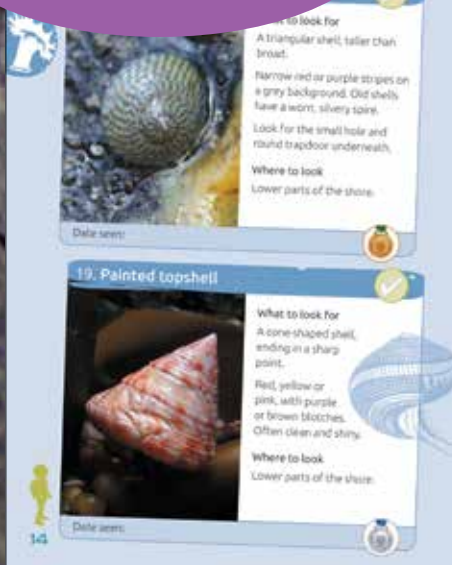 to look for
A triangular shell, taller than
broad.
Narrow red or purple stripes on
a grey background. Old shells
have a worn, silvery spire.
Look for the small hole and
round trapdoor underneath.
Where to look
Lower parts of the shore.
Date seen:
19. Painted topshell
What to look for
A cone-shaped shell,
ending in a sharp
point.
Red, yellow or
pink, with purple
or brown blotches.
Often clean and shiny.
Where to look
Lower parts of the shore.
Date seen:
14